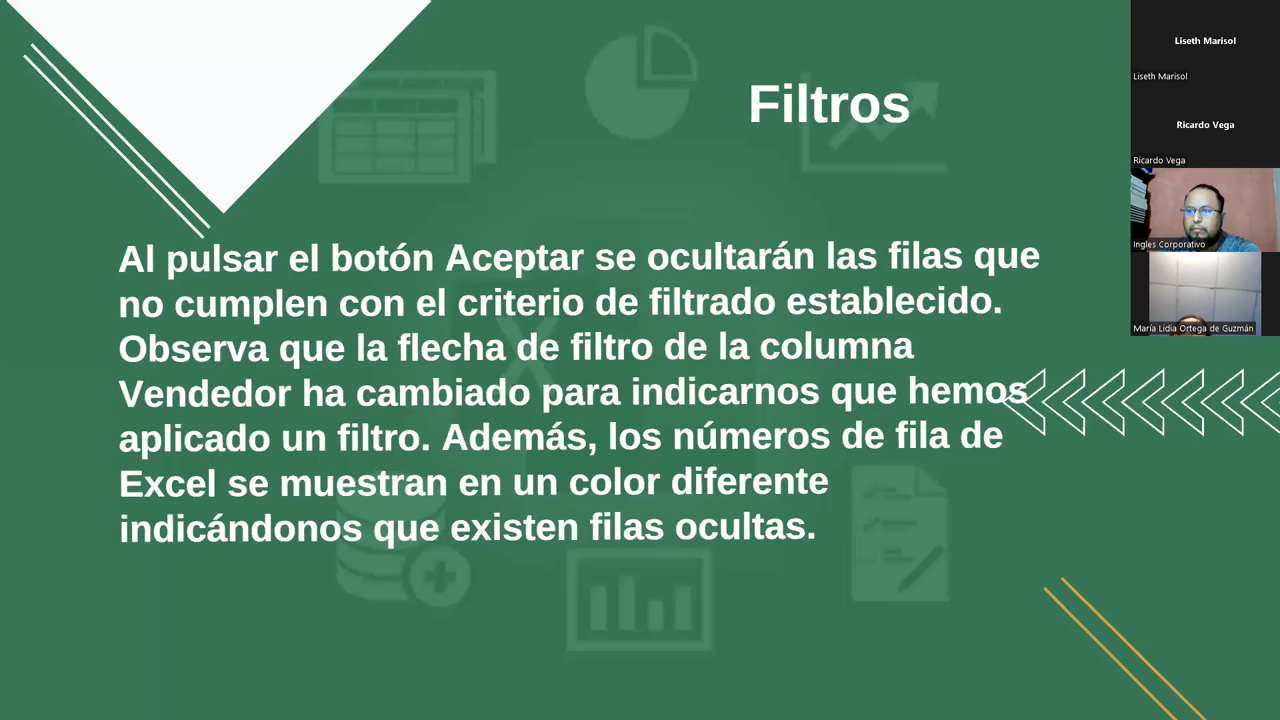 Filtros
Al pulsar el botón Aceptar se ocultarán las filas que
no cumplen con el criterio de filtrado establecido.
Observa que la flecha de filtro de la columna
Vendedor ha cambiado para indicarnos que hemos
aplicado un filtro. Además, los números de fila de
Excel se muestran en un color diferente
indicándonos que existen filas ocultas.
Liseth Marisol
Liseth Marisol
Ricardo Vega
Ricardo Vega
Ingles Corporativo
María Lidia Ortega de Guzmán